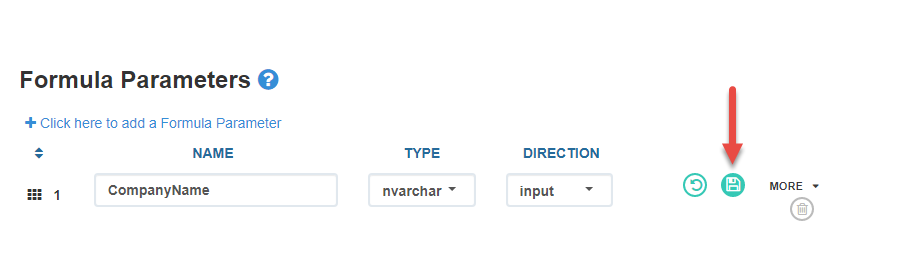 Formula Parameters ?
+ Click here to add a Formula Parameter
NAME TYPE DIRECTION
1 CompanyName nvarchar input MORE